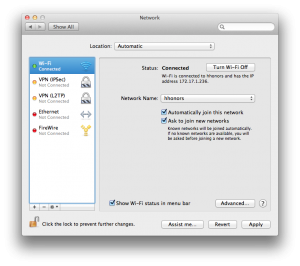 Network
Show All
Location: Automatic
Wi-Fi
Connected
VPN (IPSec)
Not Connected
VPN (L2TP)
Not Connected
Ethernet
Not Connected
FireWire
Not Connected
Status: Connected
Turn Wi-Fi Off
Wi-Fi is connected to hhonors and has the IP
address 172.17.1.236.
Network Name: hhonors
Automatically join this network
Ask to join new networks
Known networks will be joined automatically.
If no known networks are available, you will
be asked before joining a new network.
Show Wi-Fi status in menu bar
Advanced...
?
Click the lock to prevent further changes.
Assist me...
Revert
Apply